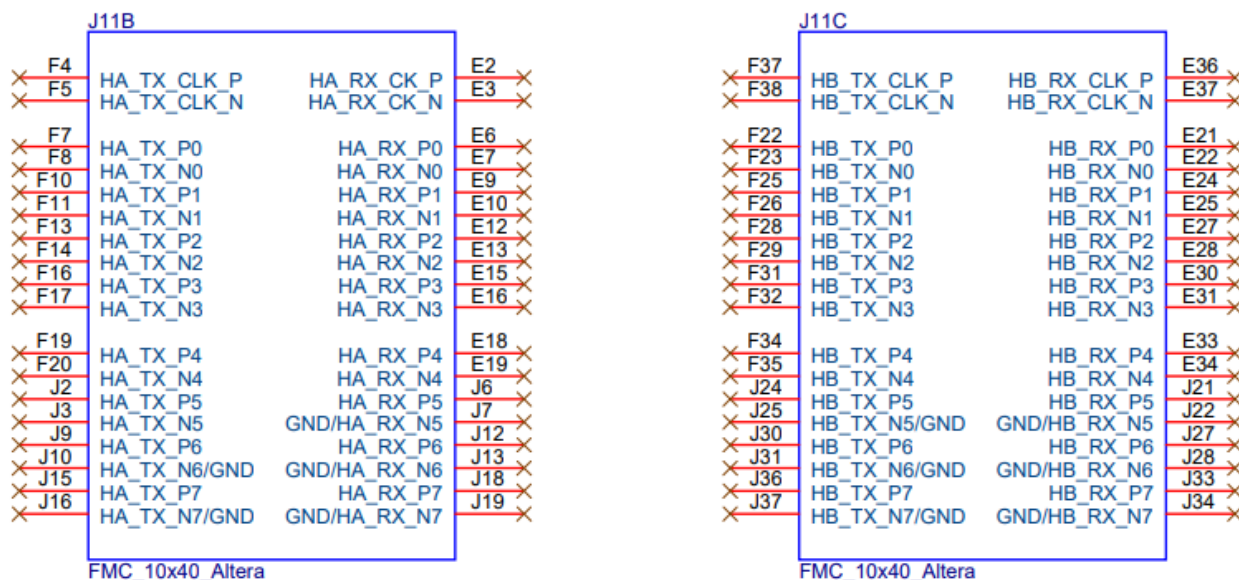 J11B
F4 HA_TX_CLK_P HA_RX_CK_P E2
F5 HA_TX_CLK_N HA_RX_CK_N E3
F7 HA_TX_P0 HA_RX_P0 E6
F8 HA_TX_N0 HA_RX_N0 E7
F10 HA_TX_P1 HA_RX_P1 E9
F11 HA_TX_N1 HA_RX_N1 E10
F13 HA_TX_P2 HA_RX_P2 E12
F14 HA_TX_N2 HA_RX_N2 E13
F16 HA_TX_P3 HA_RX_P3 E15
F17 HA_TX_N3 HA_RX_N3 E16
F19 HA_TX_P4 HA_RX_P4 E18
F20 HA_TX_N4 HA_RX_N4 E19
J2 HA_TX_P5 HA_RX_P5 J6
J3 HA_TX_N5 GND/HA_RX_N5 J7
J9 HA_TX_P6 HA_RX_P6 J12
J10 HA_TX_N6/GND GND/HA_RX_N6 J13
J15 HA_TX_P7 HA_RX_P7 J18
J16 HA_TX_N7/GND GND/HA_RX_N7 J19
FMC_10x40_Altera
J11C
F37 HB_TX_CLK_P HB_RX_CLK_P E36
F38 HB_TX_CLK_N HB_RX_CLK_N E37
F22 HB_TX_P0 HB_RX_P0 E21
F23 HB_TX_N0 HB_RX_N0 E22
F25 HB_TX_P1 HB_RX_P1 E24
F26 HB_TX_N1 HB_RX_N1 E25
F28 HB_TX_P2 HB_RX_P2 E27
F29 HB_TX_N2 HB_RX_N2 E28
F31 HB_TX_P3 HB_RX_P3 E30
F32 HB_TX_N3 HB_RX_N3 E31
F34 HB_TX_P4 HB_RX_P4 E33
F35 HB_TX_N4 HB_RX_N4 E34
J24 HB_TX_P5 HB_RX_P5 J21
J25 HB_TX_N5/GND GND/HB_RX_N5 J22
J30 HB_TX_P6 HB_RX_P6 J27
J31 HB_TX_N6/GND GND/HB_RX_N6 J28
J36 HB_TX_P7 HB_RX_P7 J33
J37 HB_TX_N7/GND GND/HB_RX_N7 J34
FMC_10x40_Altera